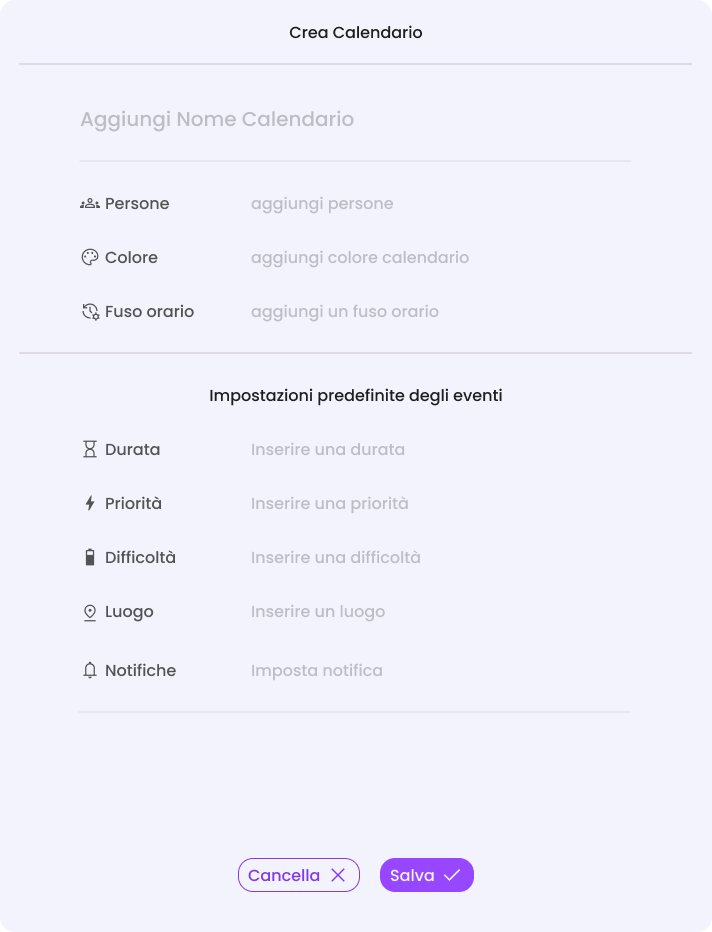 Crea Calendario
Aggiungi Nome Calendario
Persone aggiungi persone
Colore aggiungi colore calendario
Fuso orario aggiungi un fuso orario
Impostazioni predefinite degli eventi
Durata Inserire una durata
Priorità Inserire una priorità
Difficoltà Inserire una difficoltà
Luogo Inserire un luogo
Notifiche Imposta notifica
Cancella Salva